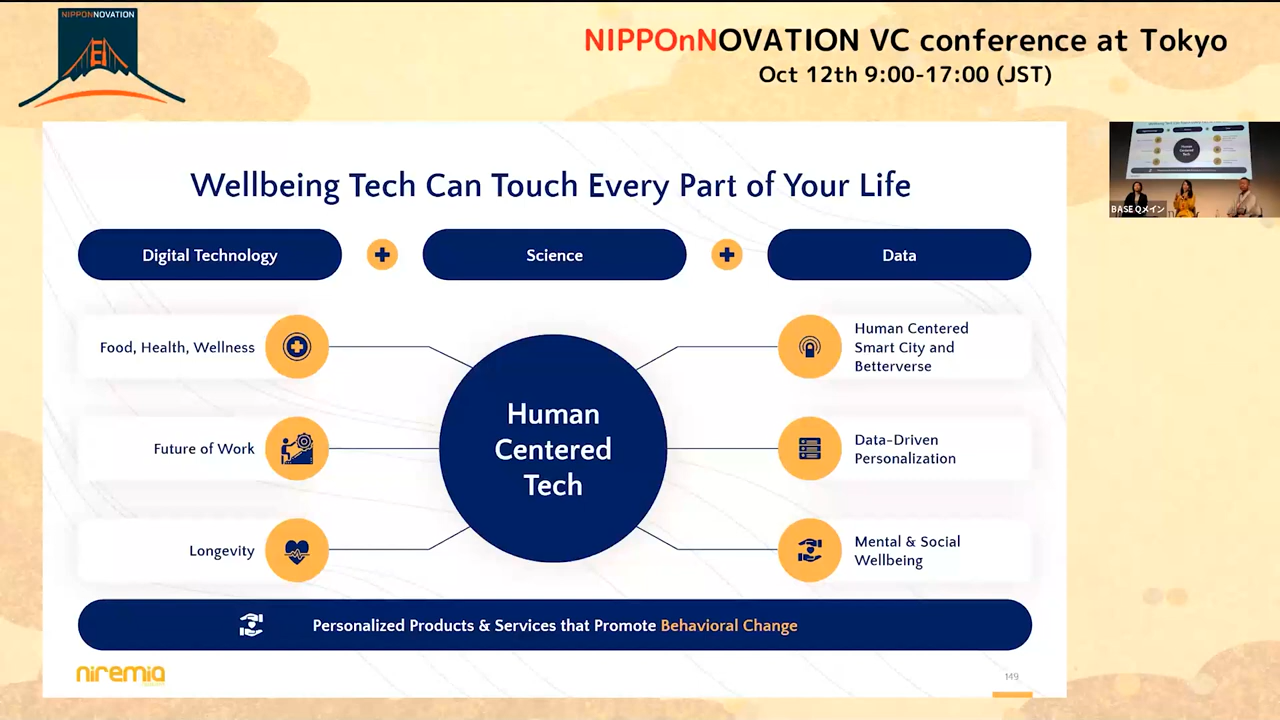 NIPPONNOVATION
NIPPOnNOVATION VC conference at Tokyo
Oct 12th 9:00-17:00 (JST)
Wellbeing Tech Can Touch Every Part of Your Life
Digital Technology
Science
Data
Food, Health, Wellness
Future of Work
Longevity
Human
Centered
Tech
Human Centered
Smart City and
Betterverse
Data-Driven
Personalization
Mental & Social
Wellbeing
Personalized Products & Services that Promote Behavioral Change
niremia
149
BASE Qメイン